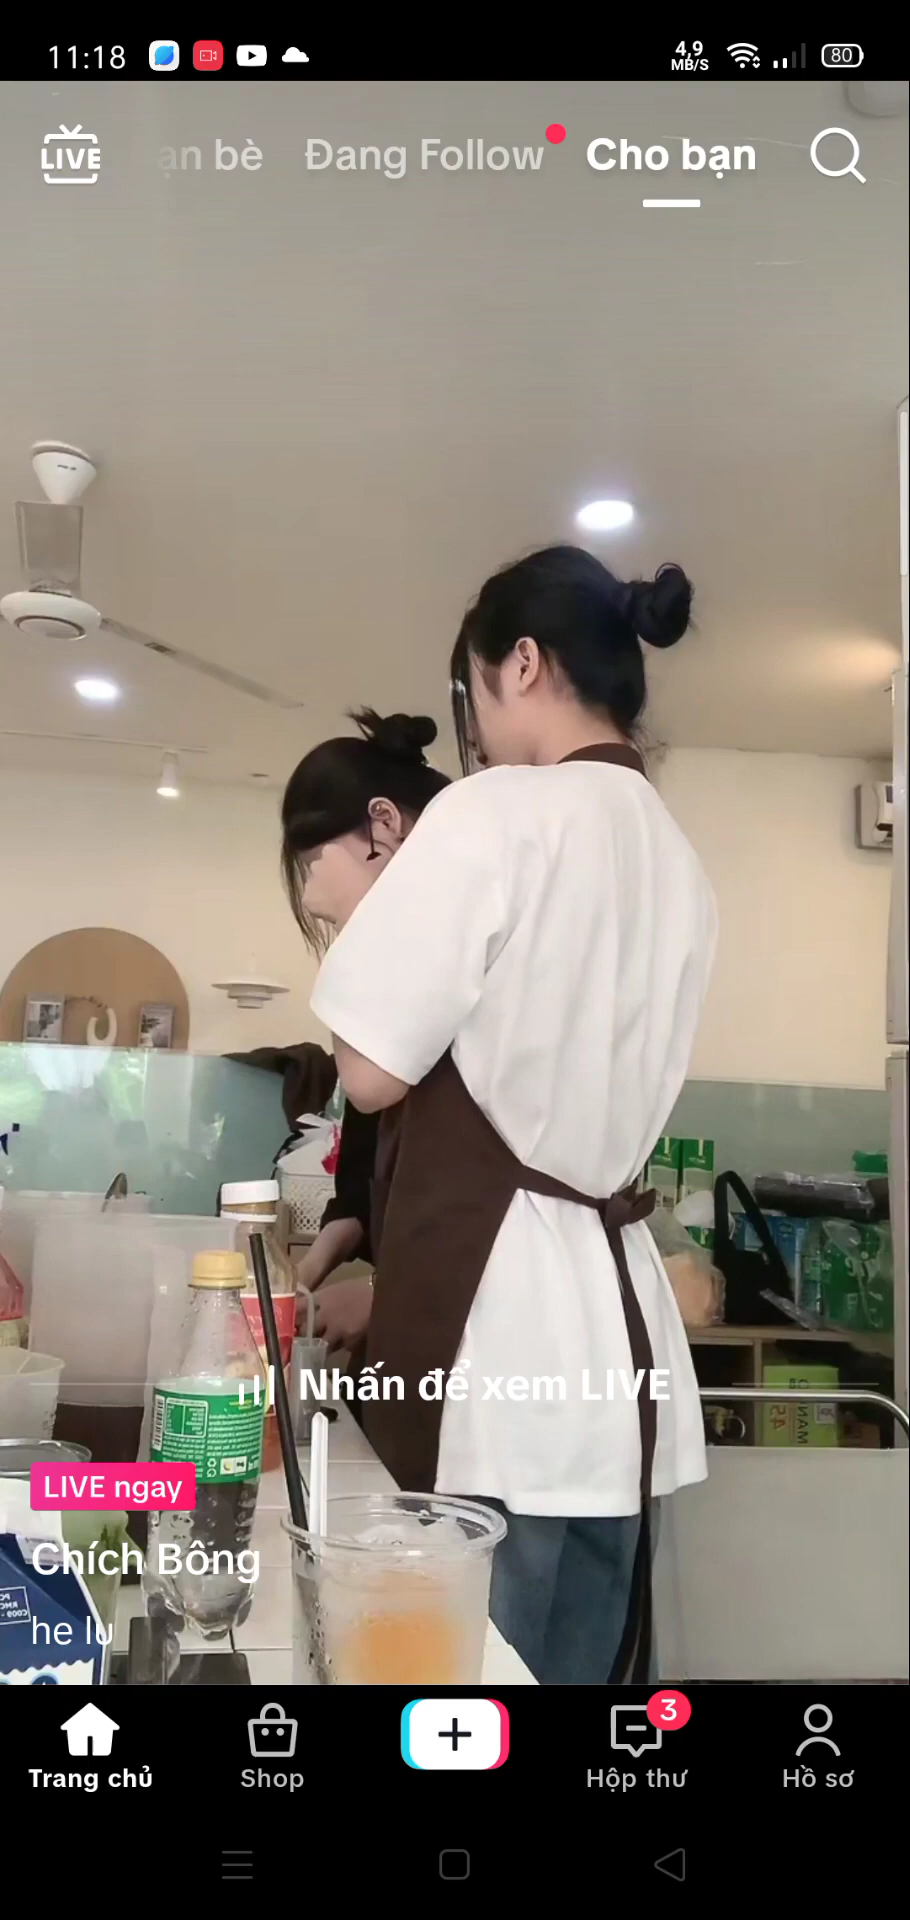 11:18
4,9
MB/S
80
LIVE
ạn bè
Đang Follow
Cho bạn
Nhấn để xem LIVE
LIVE ngay
Chích Bông
he lu
Trang chủ
Shop
3
Hộp thư
Hồ sơ